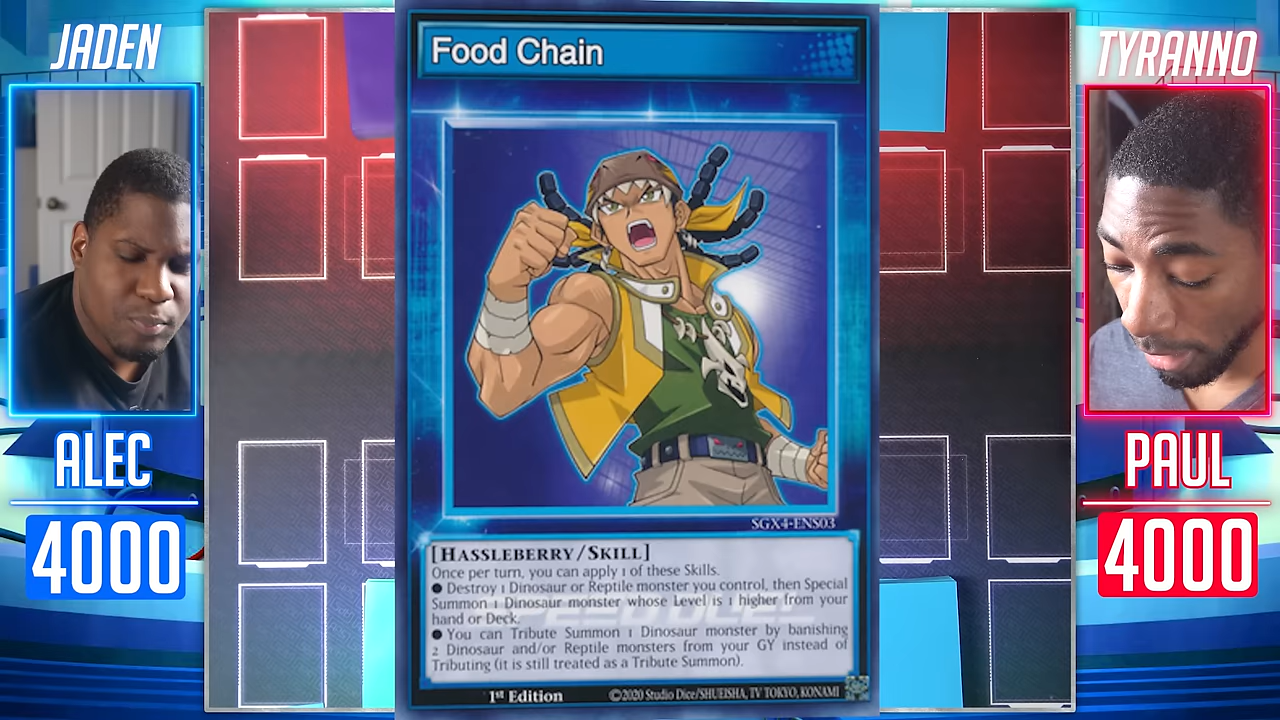 JADEN
ALEC
4000
Food Chain
SGX4-ENS03
[HASSLEBERRY/SKILL]
Once per turn, you can apply 1 of these Skills.
● Destroy 1 Dinosaur or Reptile monster you control, then Special
Summon 1 Dinosaur monster whose Level is 1 higher from your
hand or Deck.
● You can Tribute Summon 1 Dinosaur monster by banishing
2 Dinosaur and/or Reptile monsters from your GY instead of
Tributing (it is still treated as a Tribute Summon).
1st Edition
©2020 Studio Dice/SHUEISHA, TV TOKYO, KONAMI
TYRANNO
PAUL
4000